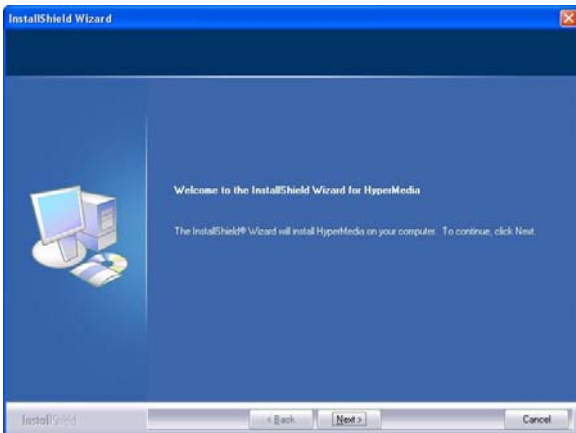 InstallShield Wizard
Welcome to the InstallShield Wizard for HyperMedia
The InstallShield® Wizard will install HyperMedia on your computer. To continue, click Next.
InstallShield
< Back
Next >
Cancel